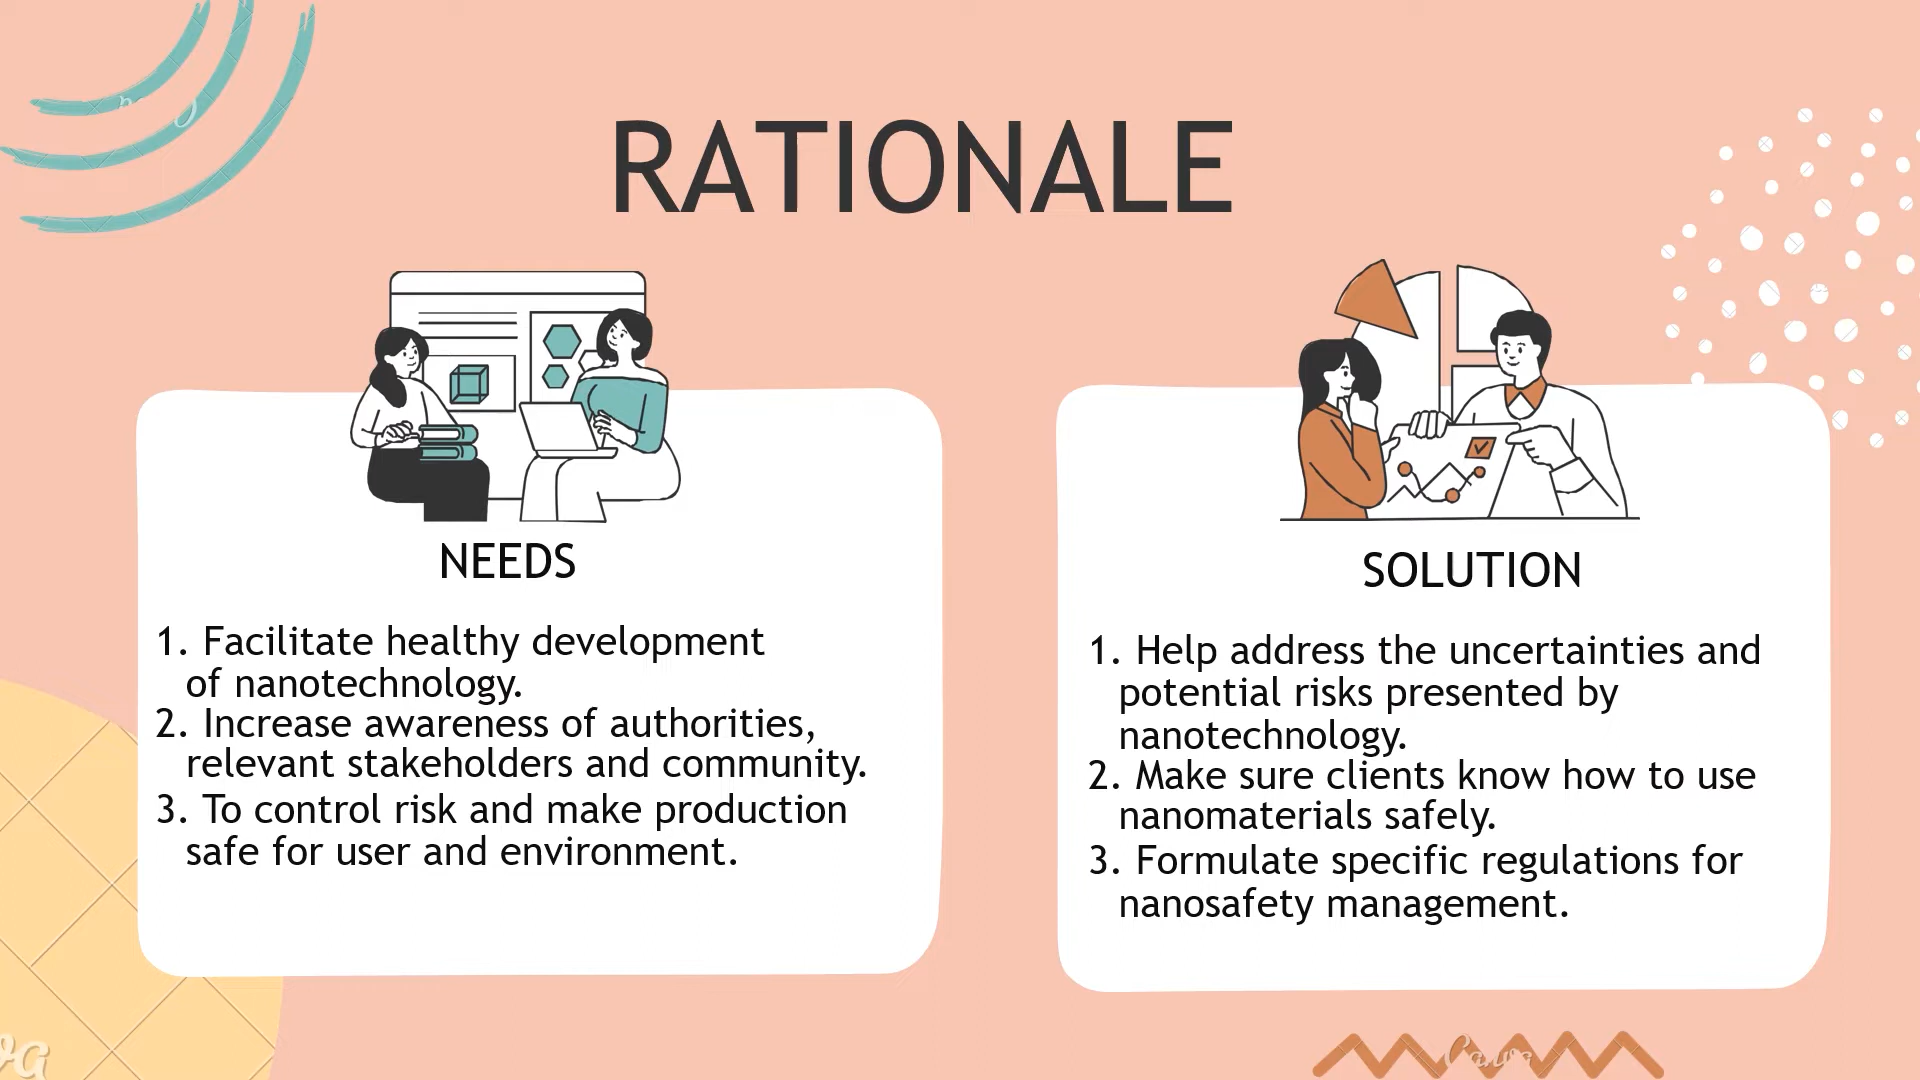 RATIONALE
NEEDS
1. Facilitate healthy development
of nanotechnology.
2. Increase awareness of authorities,
relevant stakeholders and community.
3. To control risk and make production
safe for user and environment.
SOLUTION
1. Help address the uncertainties and
potential risks presented by
nanotechnology.
2. Make sure clients know how to use
nanomaterials safely.
3. Formulate specific regulations for
nanosafety management.
Canva